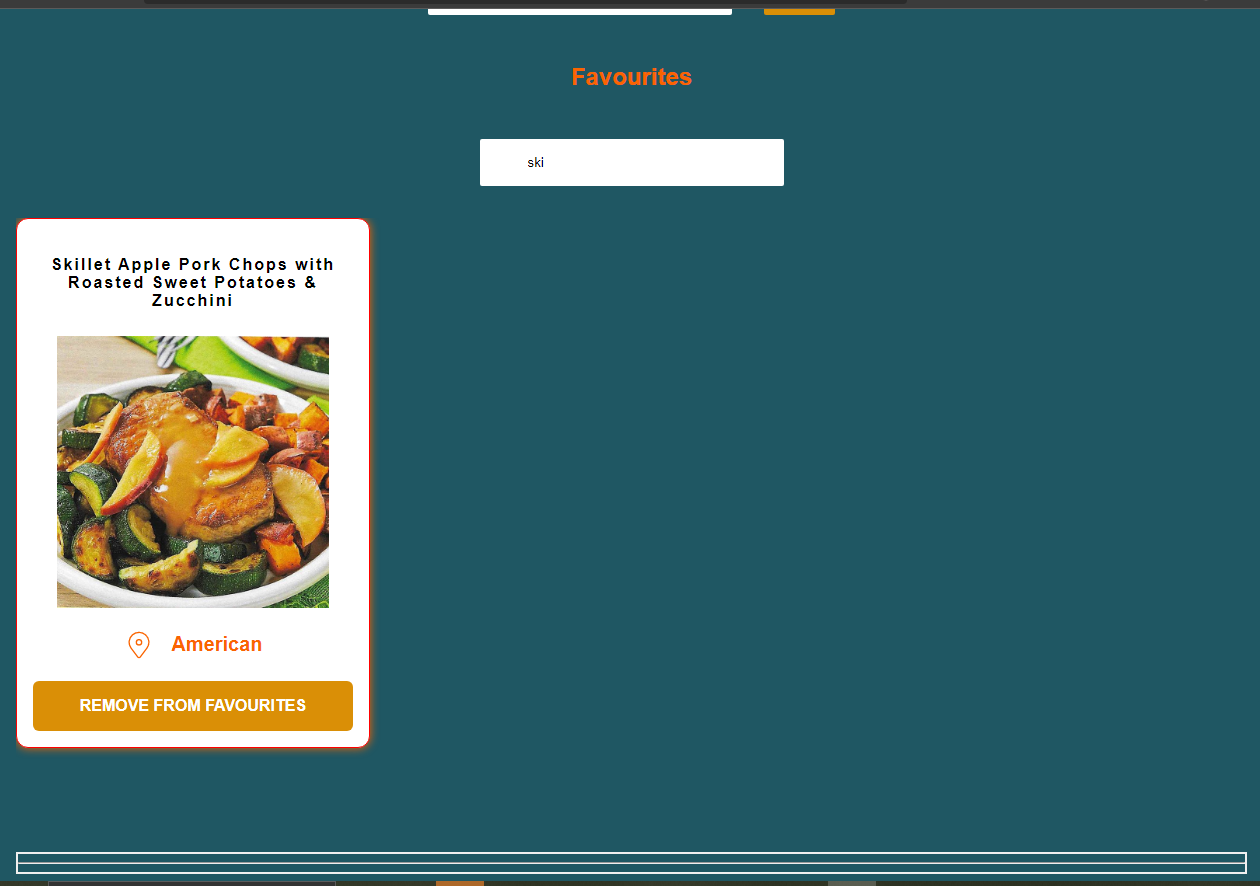 Favourites
ski
Skillet Apple Pork Chops with
Roasted Sweet Potatoes &
Zucchini
American
REMOVE FROM FAVOURITES